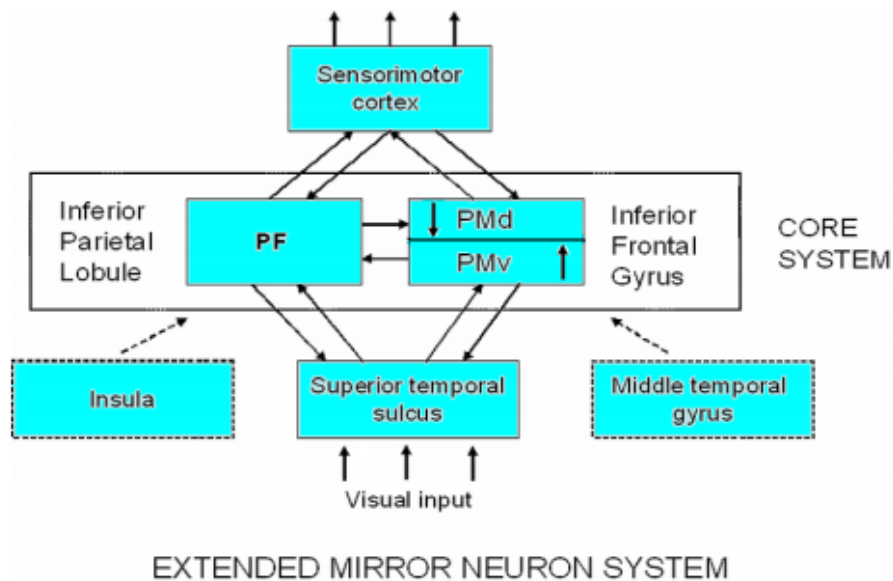 Sensorimotor
cortex
Inferior
Parietal
Lobule
PF
PMd
PMv
Inferior
Frontal
Gyrus
CORE
SYSTEM
Insula
Superior temporal
sulcus
Middle temporal
gyrus
Visual input
EXTENDED MIRROR NEURON SYSTEM